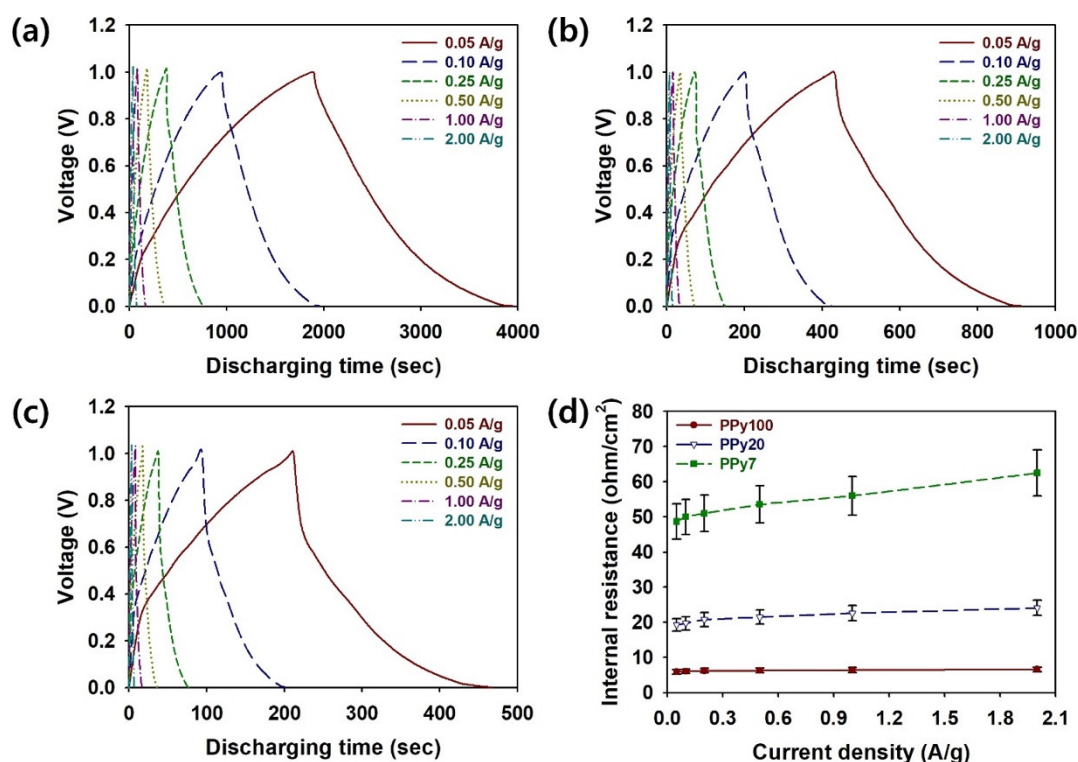 (a)
1.2
1.0
0.8
0.6
0.4
0.2
0.0
Voltage (V)
0.05 A/g
0.10 A/g
0.25 A/g
0.50 A/g
1.00 A/g
2.00 A/g
0 1000 2000 3000 4000
Discharging time (sec)
(b)
1.2
1.0
0.8
0.6
0.4
0.2
0.0
Voltage (V)
0.05 A/g
0.10 A/g
0.25 A/g
0.50 A/g
1.00 A/g
2.00 A/g
0 200 400 600 800 1000
Discharging time (sec)
(c)
1.2
1.0
0.8
0.6
0.4
0.2
0.0
Voltage (V)
0.05 A/g
0.10 A/g
0.25 A/g
0.50 A/g
1.00 A/g
2.00 A/g
0 100 200 300 400 500
Discharging time (sec)
(d)
80
70
60
50
40
30
20
10
0
Internal resistance (ohm/cm²)
PPy100
PPy20
PPy7
0.0 0.3 0.6 0.9 1.2 1.5 1.8 2.1
Current density (A/g)